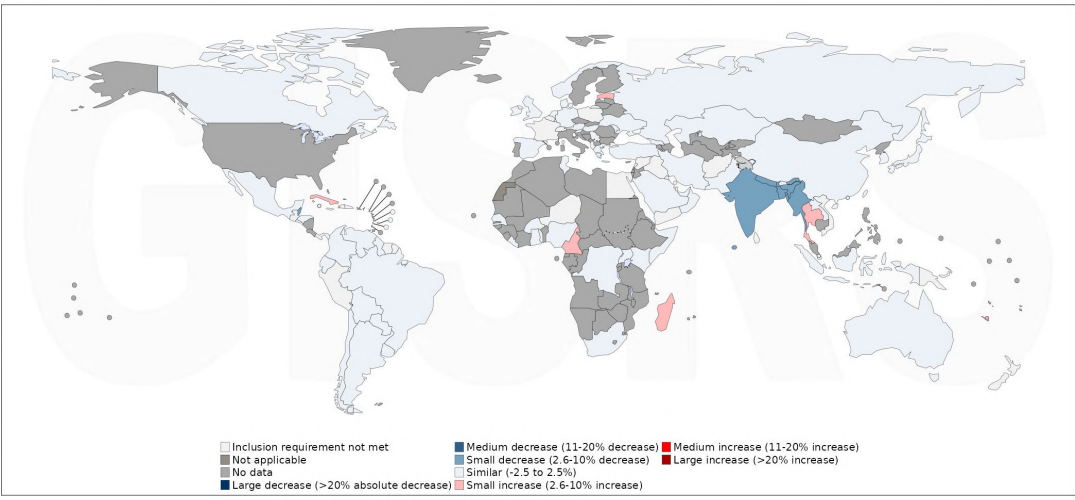 GISRS
Inclusion requirement not met
Not applicable
No data
Large decrease (>20% absolute decrease)
Medium decrease (11-20% decrease)
Small decrease (2.6-10% decrease)
Similar (-2.5 to 2.5%)
Small increase (2.6-10% increase)
Medium increase (11-20% increase)
Large increase (>20% increase)